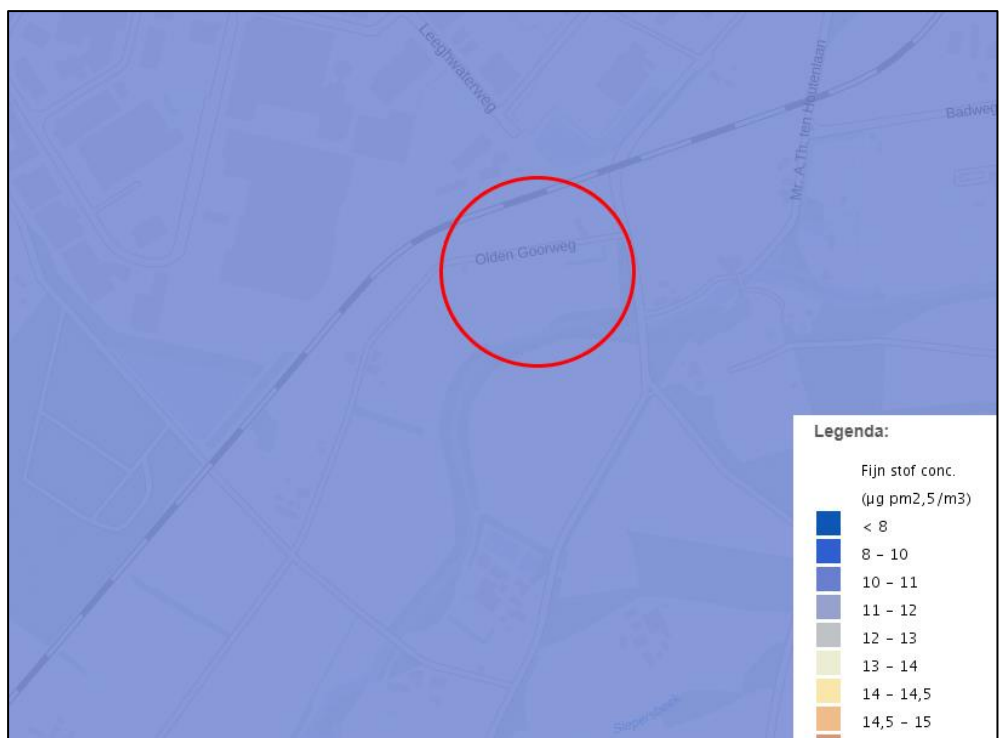 Leeghwaterweg
Mr. A.Th. ten Houtenlaan
Badweg
Olden Goorweg
Slepersbeek
Legenda:
Fijn stof conc.
(µg pm2,5/m3)
< 8
8 – 10
10 – 11
11 – 12
12 – 13
13 – 14
14 – 14,5
14,5 – 15